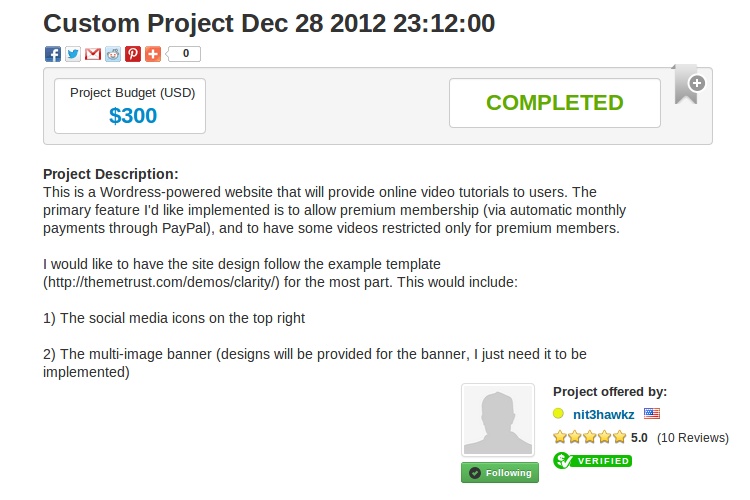 Custom Project Dec 28 2012 23:12:00
0
Project Budget (USD)
$300
COMPLETED
Project Description:
This is a Wordress-powered website that will provide online video tutorials to users. The
primary feature I'd like implemented is to allow premium membership (via automatic monthly
payments through PayPal), and to have some videos restricted only for premium members.
I would like to have the site design follow the example template
(http://themetrust.com/demos/clarity/) for the most part. This would include:
1) The social media icons on the top right
2) The multi-image banner (designs will be provided for the banner, I just need it to be
implemented)
Project offered by:
nit3hawkz
5.0 (10 Reviews)
VERIFIED
Following